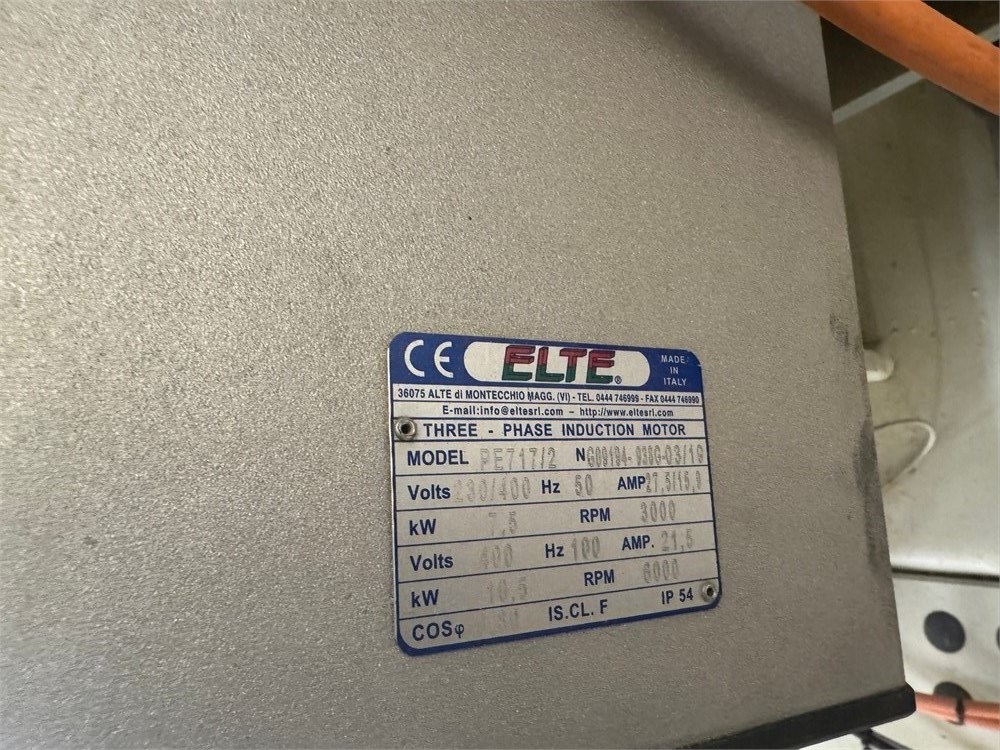 CE ELTE® MADE IN ITALY
36075 ALTE di MONTECCHIO MAGG. (VI) - TEL. 0444 746999 - FAX 0444 746990
E-mail:info@eltesrl.com – http://www.eltesrl.com
THREE - PHASE INDUCTION MOTOR
MODEL PE717/2 N
Volts 230/400 Hz 50 AMP 27,5/15,9
kW 7,5 RPM 3000
Volts 400 Hz 100 AMP. 21,5
kW 10,5 RPM 6000
COSφ IS.CL. F IP 54